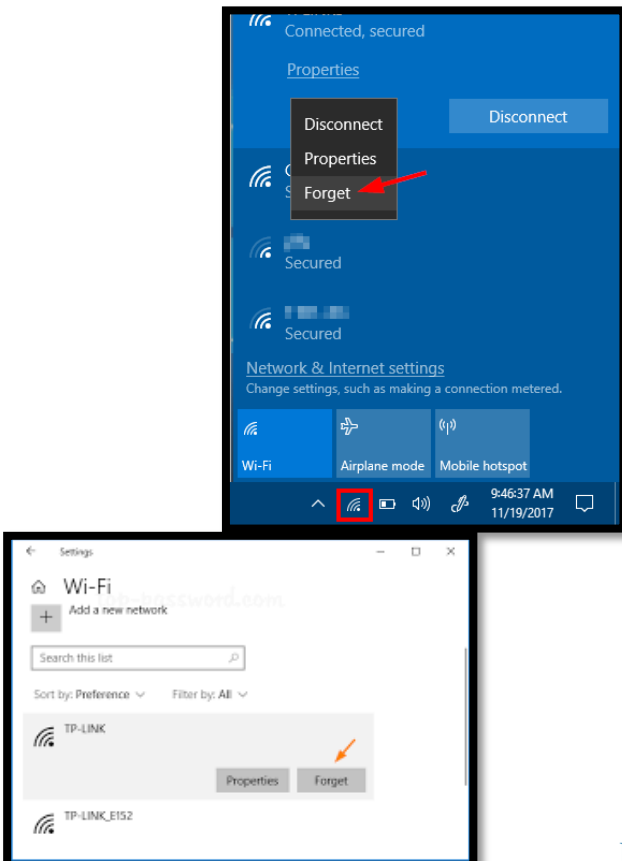 Connected, secured
Properties
Disconnect
Disconnect
Properties
Forget
Secured
Secured
Network & Internet settings
Change settings, such as making a connection metered.
Wi-Fi
Airplane mode
Mobile hotspot
9:46:37 AM
11/19/2017
Settings
Wi-Fi
Add a new network
Search this list
Sort by: Preference
Filter by: All
TP-LINK
Properties
Forget
TP-LINK_E152